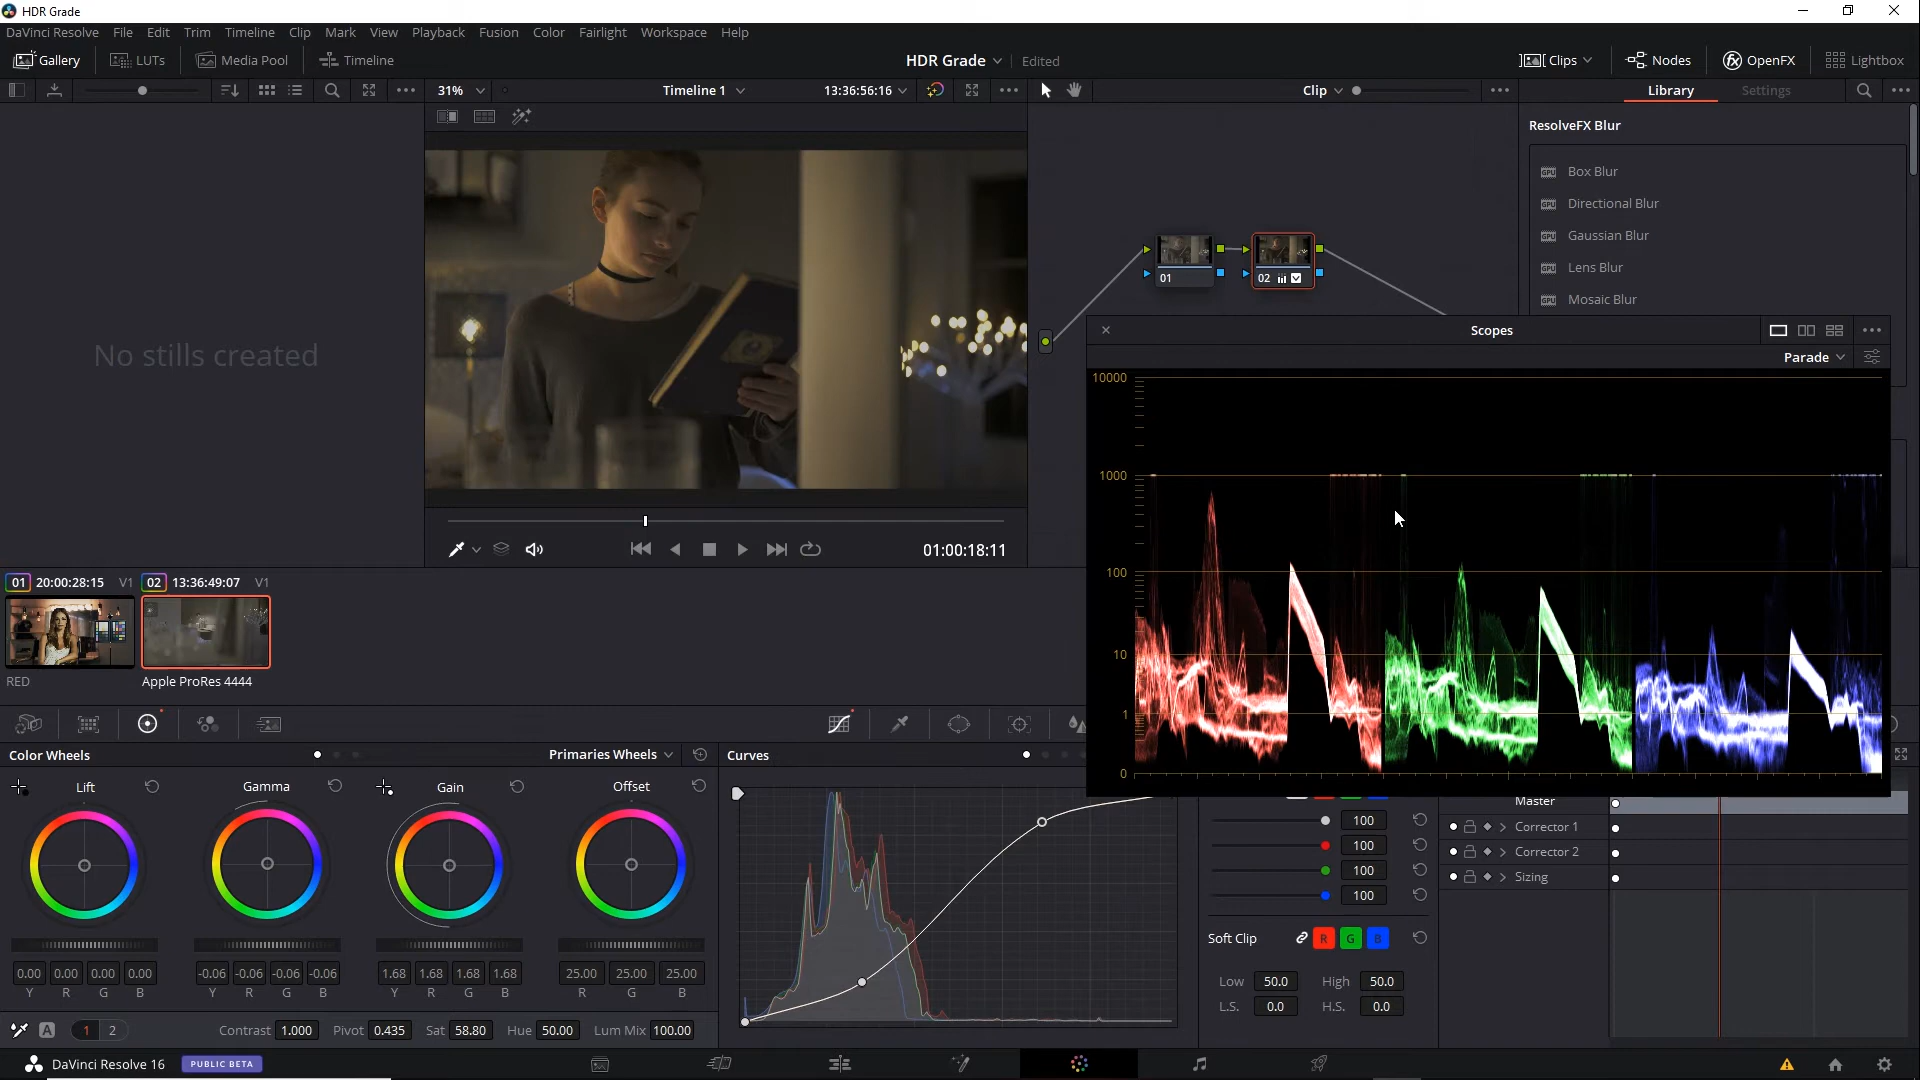 HDR Grade
DaVinci Resolve File Edit Trim Timeline Clip Mark View Playback Fusion Color Fairlight Workspace Help
Gallery LUTs Media Pool Timeline HDR Grade Edited Clips Nodes OpenFX Lightbox
31% Timeline 1 13:36:56:16 Clip Library Settings
ResolveFX Blur
GPU Box Blur
GPU Directional Blur
GPU Gaussian Blur
GPU Lens Blur
GPU Mosaic Blur
01 02
No stills created
Scopes
Parade
10000
1000
100
10
1
0
01:00:18:11
01 20:00:28:15 V1 02 13:36:49:07 V1
RED Apple ProRes 4444
Color Wheels Primaries Wheels Curves
Lift Gamma Gain Offset
0.00 0.00 0.00 0.00 -0.06 -0.06 -0.06 -0.06 1.68 1.68 1.68 1.68 25.00 25.00 25.00
Y R G B Y R G B Y R G B R G B
A 1 2 Contrast 1.000 Pivot 0.435 Sat 58.80 Hue 50.00 Lum Mix 100.00
100
100
100
100
Soft Clip R G B
Low 50.0 High 50.0
L.S. 0.0 H.S. 0.0
Master
Corrector 1
Corrector 2
Sizing
DaVinci Resolve 16 PUBLIC BETA